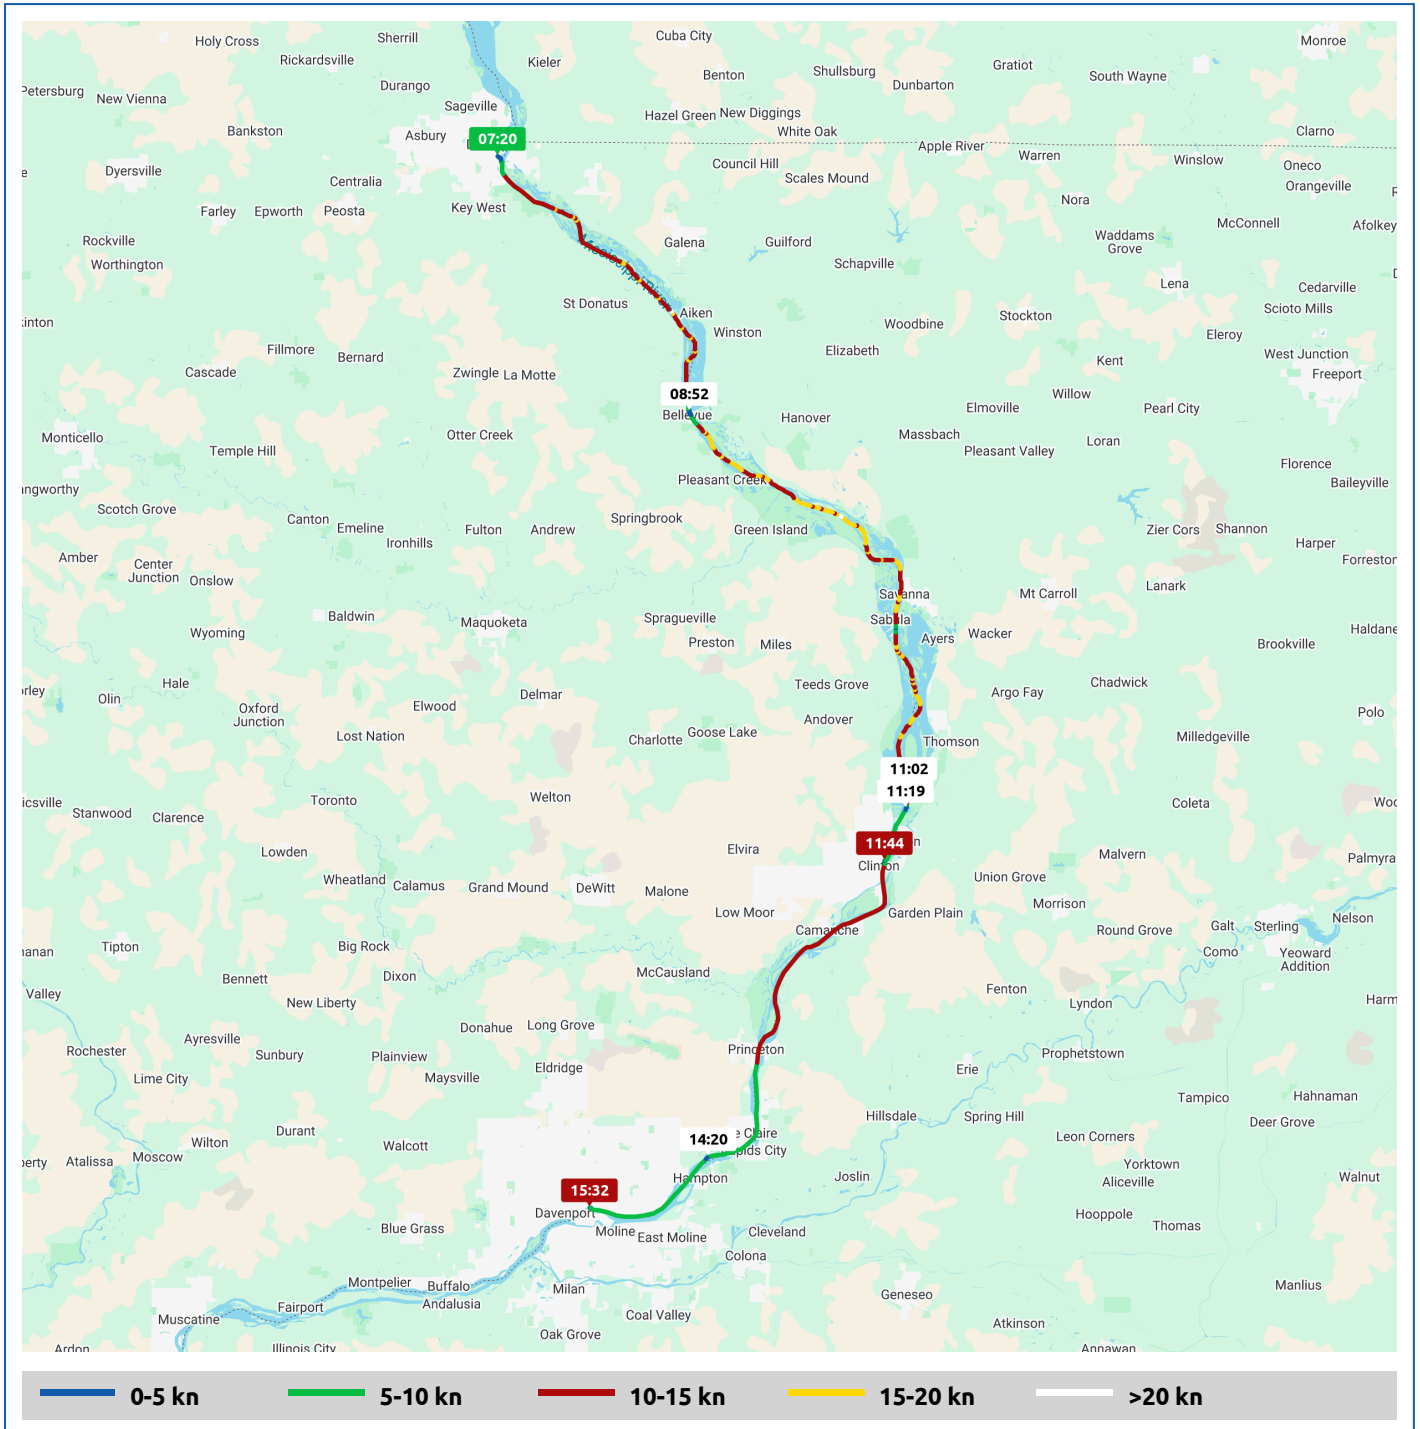 Holy Cross
Sherrill
Cuba City
Monroe
Rickardsville
Kieler
Benton
Shullsburg
Gratiot
South Wayne
Petersburg
New Vienna
Durango
Dunbarton
Sageville
Hazel Green
New Diggings
Bankston
Asbury
07:20
White Oak
Clarno
Apple River
Warren
Winslow
Oneco
Dyersville
Centralia
Council Hill
Scales Mound
Orangeville
Farley
Epworth
Peosta
Key West
Nora
McConnell
Afolkey
Rockville
Worthington
Galena
Guilford
Waddams
Grove
Schapville
Mississippi River
St Donatus
Aiken
Winston
Lena
Cedarville
Scioto Mills
Woodbine
Stockton
Eleroy
Fillmore
Bernard
Elizabeth
Kent
West Junction
Freeport
Cascade
Zwingle
La Motte
08:52
Bellevue
Hanover
Elmoville
Willow
Pearl City
Monticello
Temple Hill
Otter Creek
Massbach
Pleasant Valley
Loran
Florence
Baileyville
Pleasant Creek
Scotch Grove
Canton
Emeline
Ironhills
Fulton
Andrew
Springbrook
Green Island
Zier Cors
Shannon
Harper
Forreston
Amber
Center
Junction
Onslow
Savanna
Mt Carroll
Lanark
Baldwin
Maquoketa
Spragueville
Sabula
Wyoming
Preston
Miles
Ayers
Wacker
Brookville
Haldane
Hale
Olin
Teeds Grove
Argo Fay
Chadwick
Oxford
Junction
Elwood
Delmar
Andover
Polo
Lost Nation
Charlotte
Goose Lake
Thomson
Milledgeville
11:02
11:19
Stanwood
Clarence
Toronto
Welton
Coleta
11:44
Lowden
Elvira
Clinton
Malvern
Palmyra
Wheatland
Calamus
Grand Mound
DeWitt
Malone
Union Grove
Low Moor
Garden Plain
Morrison
Camanche
Round Grove
Galt
Sterling
Nelson
Tipton
Big Rock
Como
Yeoward
Addition
Bennett
Dixon
McCausland
Valley
New Liberty
Fenton
Lyndon
Donahue
Long Grove
Ayresville
Rochester
Sunbury
Plainview
Princeton
Prophetstown
Lime City
Maysville
Eldridge
Erie
Tampico
Hahnaman
Hillsdale
Spring Hill
Deer Grove
Durant
Wilton
Walcott
14:20
Leon Corners
Atalissa
Moscow
Hampton
Joslin
Yorktown
Aliceville
Walnut
15:32
Davenport
Blue Grass
Moline
East Moline
Cleveland
Hooppole
Thomas
Colona
Montpelier
Buffalo
Milan
Geneseo
Manlius
Muscatine
Fairport
Andalusia
Coal Valley
Oak Grove
Atkinson
Ardon
Illinois City
Annawan
0-5 kn
5-10 kn
10-15 kn
15-20 kn
>20 kn